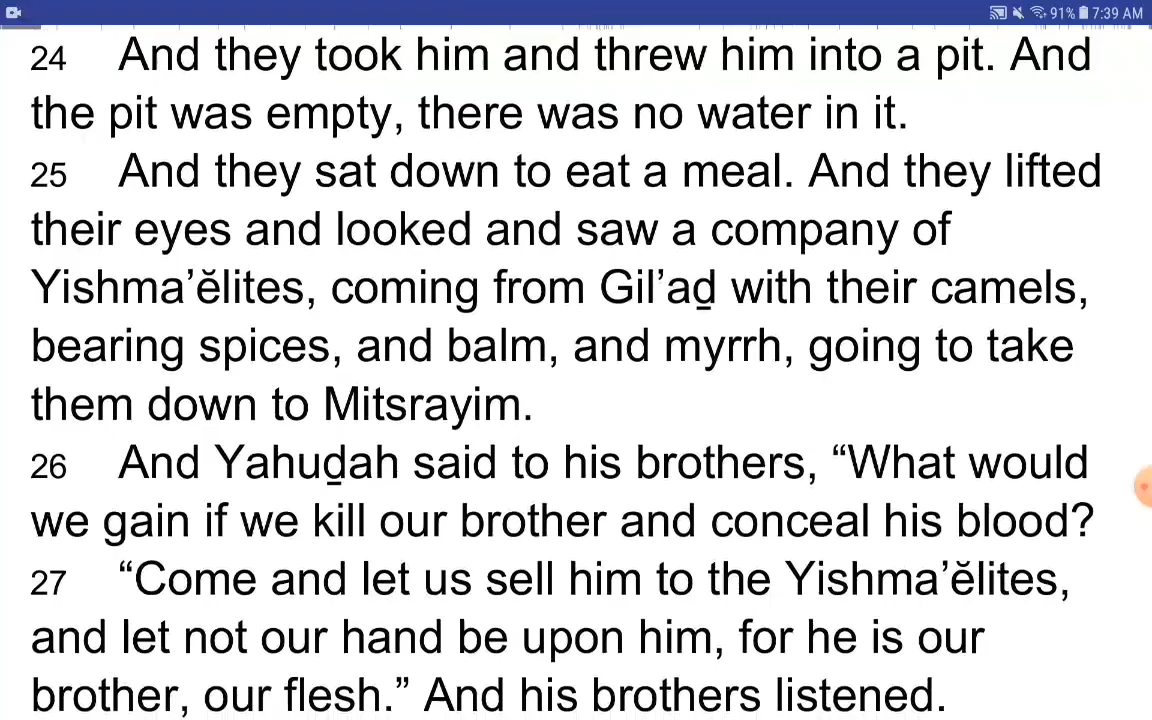 91% 7:39 AM
24 And they took him and threw him into a pit. And
the pit was empty, there was no water in it.
25 And they sat down to eat a meal. And they lifted
their eyes and looked and saw a company of
Yishma’ĕlites, coming from Gil’aḏ with their camels,
bearing spices, and balm, and myrrh, going to take
them down to Mitsrayim.
26 And Yahuḏah said to his brothers, “What would
we gain if we kill our brother and conceal his blood?
27 “Come and let us sell him to the Yishma’ĕlites,
and let not our hand be upon him, for he is our
brother, our flesh.” And his brothers listened.